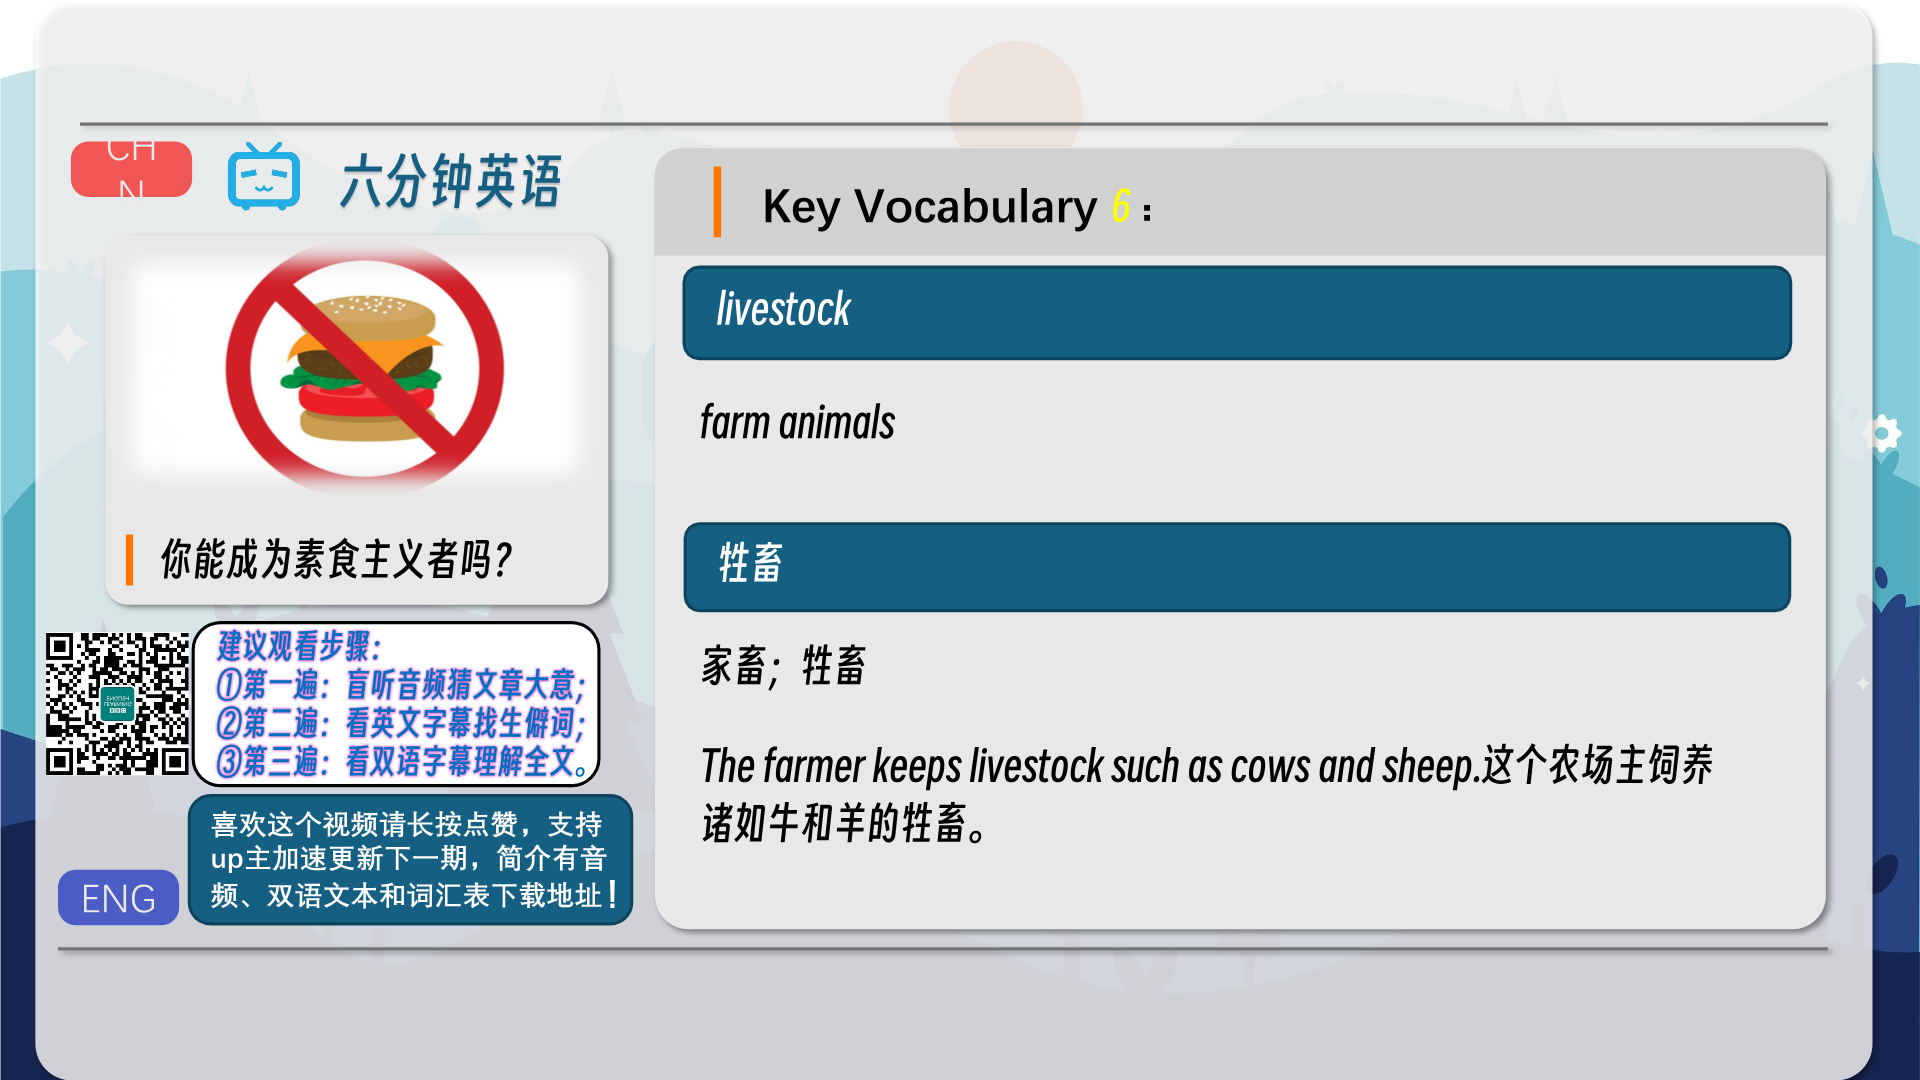 CH
N
六分钟英语
你能成为素食主义者吗?
建议观看步骤:
①第一遍:盲听音频猜文章大意;
②第二遍:看英文字幕找生僻词;
③第三遍:看双语字幕理解全文。
喜欢这个视频请长按点赞,支持
up主加速更新下一期,简介有音
频、双语文本和词汇表下载地址!
ENG
Key Vocabulary 6:
livestock
farm animals
牲畜
家畜;牲畜
The farmer keeps livestock such as cows and sheep.这个农场主饲养
诸如牛和羊的牲畜。